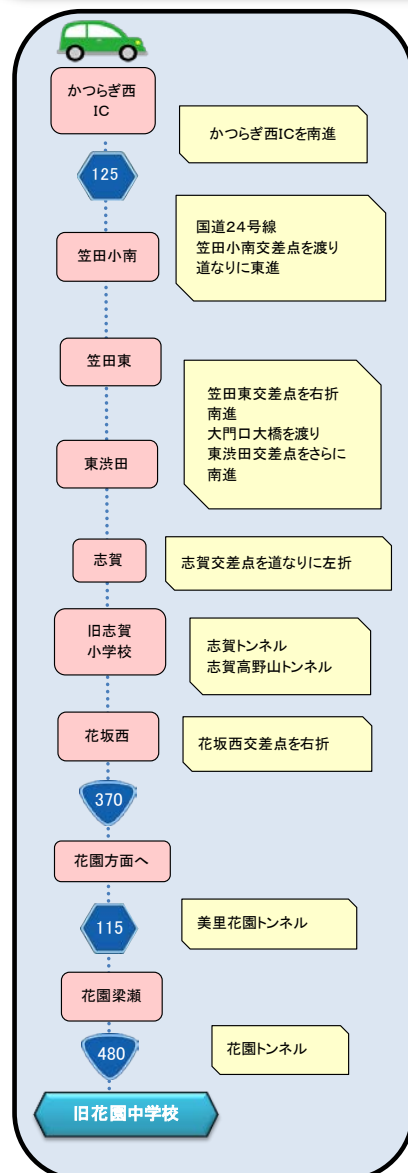 かつらぎ西
IC
かつらぎ西ICを南進
125
国道24号線
笠田小南交差点を渡り
道なりに東進
笠田小南
笠田東
笠田東交差点を右折
南進
大門口大橋を渡り
東渋田交差点をさらに
南進
東渋田
志賀
志賀交差点を道なりに左折
旧志賀
小学校
志賀トンネル
志賀高野山トンネル
花坂西
花坂西交差点を右折
370
花園方面へ
115
美里花園トンネル
花園梁瀬
480
花園トンネル
旧花園中学校